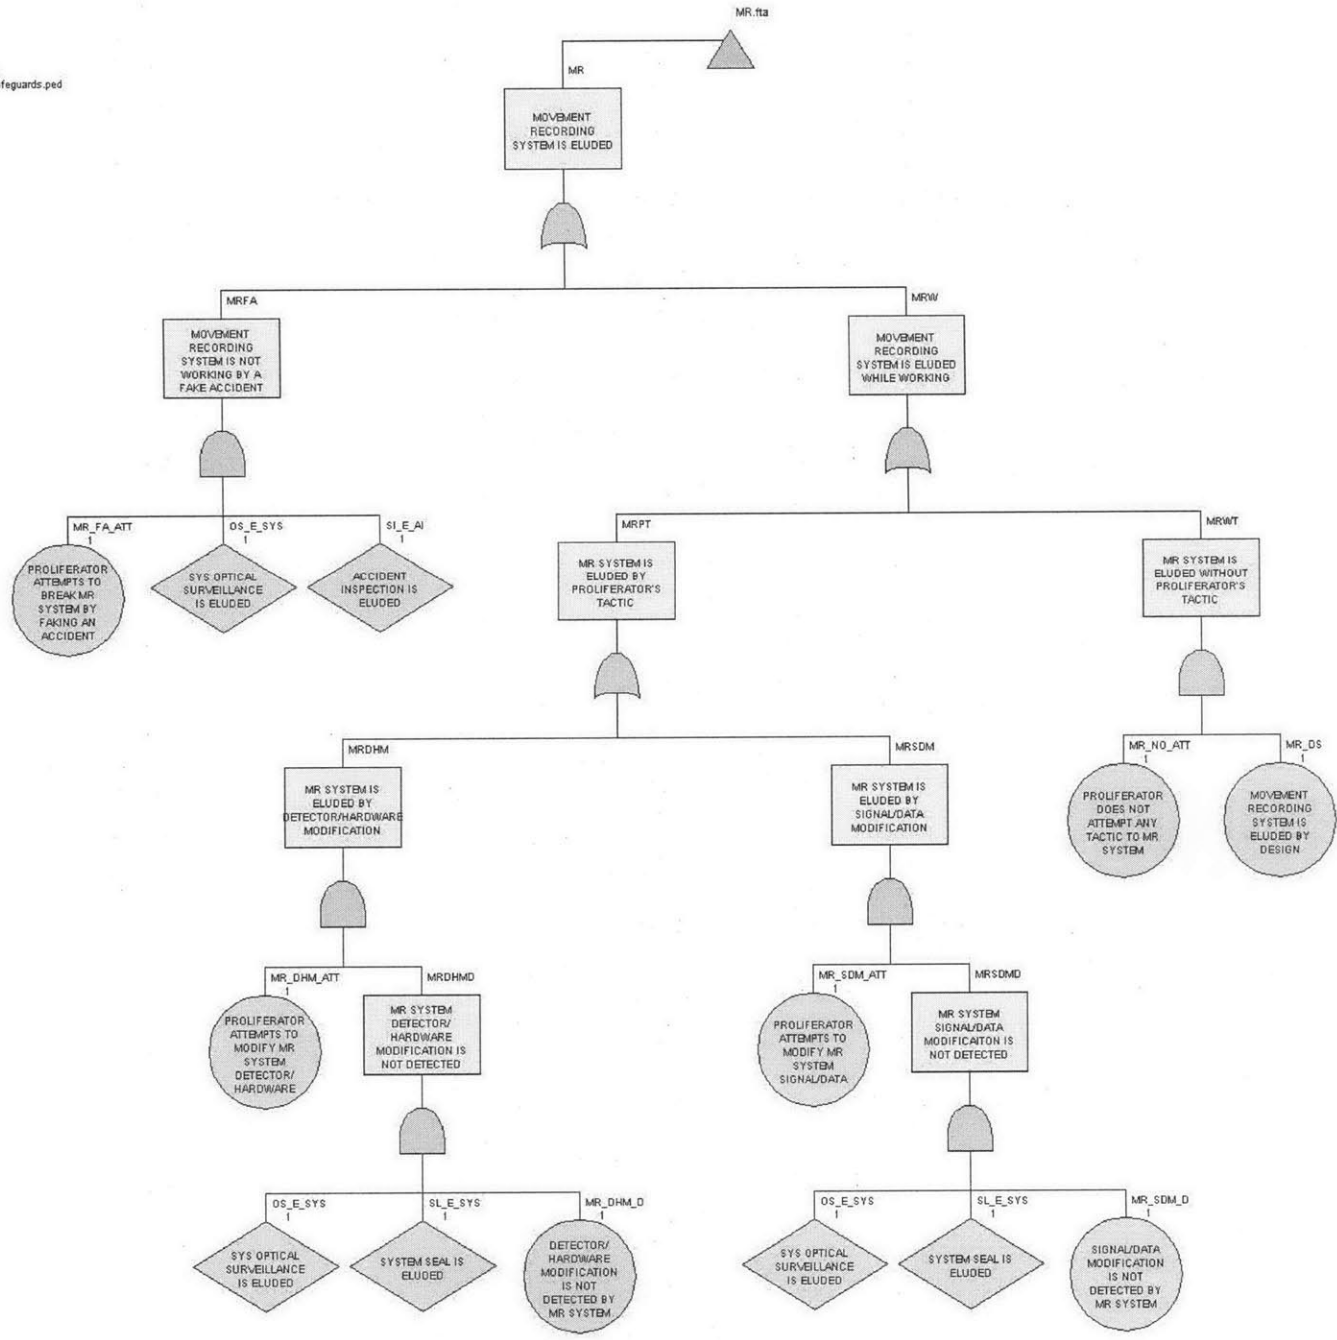 MR.fta
MR
feguards.ped
MOVEMENT
RECORDING
SYSTEM IS ELUDED
MRFA
MRW
MOVEMENT
RECORDING
SYSTEM IS NOT
WORKING BY A
FAKE ACCIDENT
MOVEMENT
RECORDING
SYSTEM IS ELUDED
WHILE WORKING
MR_FA_ATT
1
OS_E_SYS
1
SI_E_AI
1
MRPT
MRWT
PROLIFERATOR
ATTEMPTS TO
BREAK MR
SYSTEM BY
FAKING AN
ACCIDENT
SYS OPTICAL
SURVEILLANCE
IS ELUDED
ACCIDENT
INSPECTION IS
ELUDED
MR SYSTEM IS
ELUDED BY
PROLIFERATOR'S
TACTIC
MR SYSTEM IS
ELUDED WITHOUT
PROLIFERATOR'S
TACTIC
MRDHM
MRSDM
MR_NO_ATT
1
MR_DS
1
MR SYSTEM IS
ELUDED BY
DETECTOR/HARDWARE
MODIFICATION
MR SYSTEM IS
ELUDED BY
SIGNAL/DATA
MODIFICATION
PROLIFERATOR
DOES NOT
ATTEMPT ANY
TACTIC TO MR
SYSTEM
MOVEMENT
RECORDING
SYSTEM IS
ELUDED BY
DESIGN
MR_DHM_ATT
1
MRDHMD
MR_SDM_ATT
1
MRSDMD
PROLIFERATOR
ATTEMPTS TO
MODIFY MR
SYSTEM
DETECTOR/
HARDWARE
MR SYSTEM
DETECTOR/
HARDWARE
MODIFICATION IS
NOT DETECTED
PROLIFERATOR
ATTEMPTS TO
MODIFY MR
SYSTEM
SIGNAL/DATA
MR SYSTEM
SIGNAL/DATA
MODIFICAITON IS
NOT DETECTED
OS_E_SYS
1
SL_E_SYS
1
MR_DHM_D
1
OS_E_SYS
1
SL_E_SYS
1
MR_SDM_D
1
SYS OPTICAL
SURVEILLANCE
IS ELUDED
SYSTEM SEAL IS
ELUDED
DETECTOR/
HARDWARE
MODIFICATION
IS NOT
DETECTED BY
MR SYSTEM
SYS OPTICAL
SURVEILLANCE
IS ELUDED
SYSTEM SEAL IS
ELUDED
SIGNAL/DATA
MODIFICATION
IS NOT
DETECTED BY
MR SYSTEM